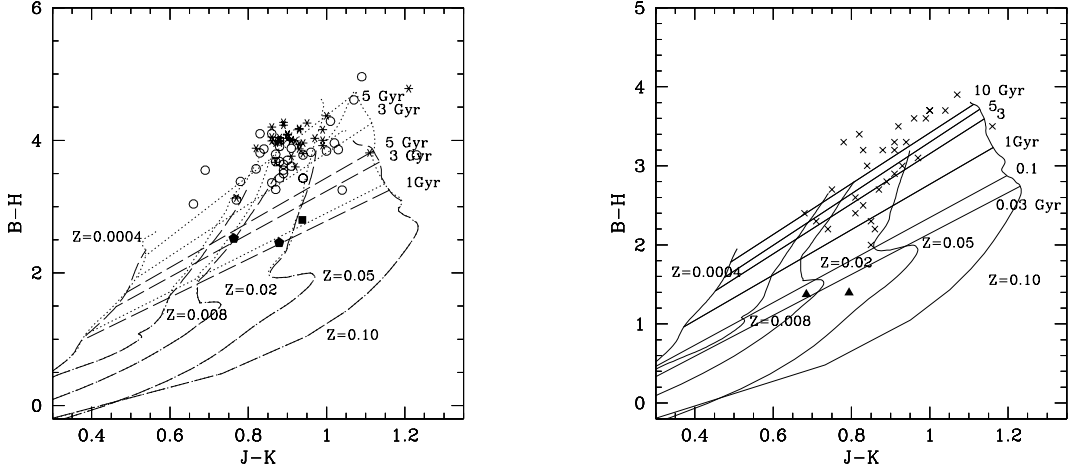 6
4
2
0
B-H
0.4
0.6
0.8
1
1.2
J-K
5 Gyr
3 Gyr
5 Gyr
3 Gyr
1Gyr
Z=0.0004
Z=0.05
Z=0.02
Z=0.008
Z=0.10
5
4
3
2
1
0
B-H
0.4
0.6
0.8
1
1.2
J-K
10 Gyr
5
3
1Gyr
0.1
0.03 Gyr
Z=0.05
Z=0.02
Z=0.0004
Z=0.10
Z=0.008